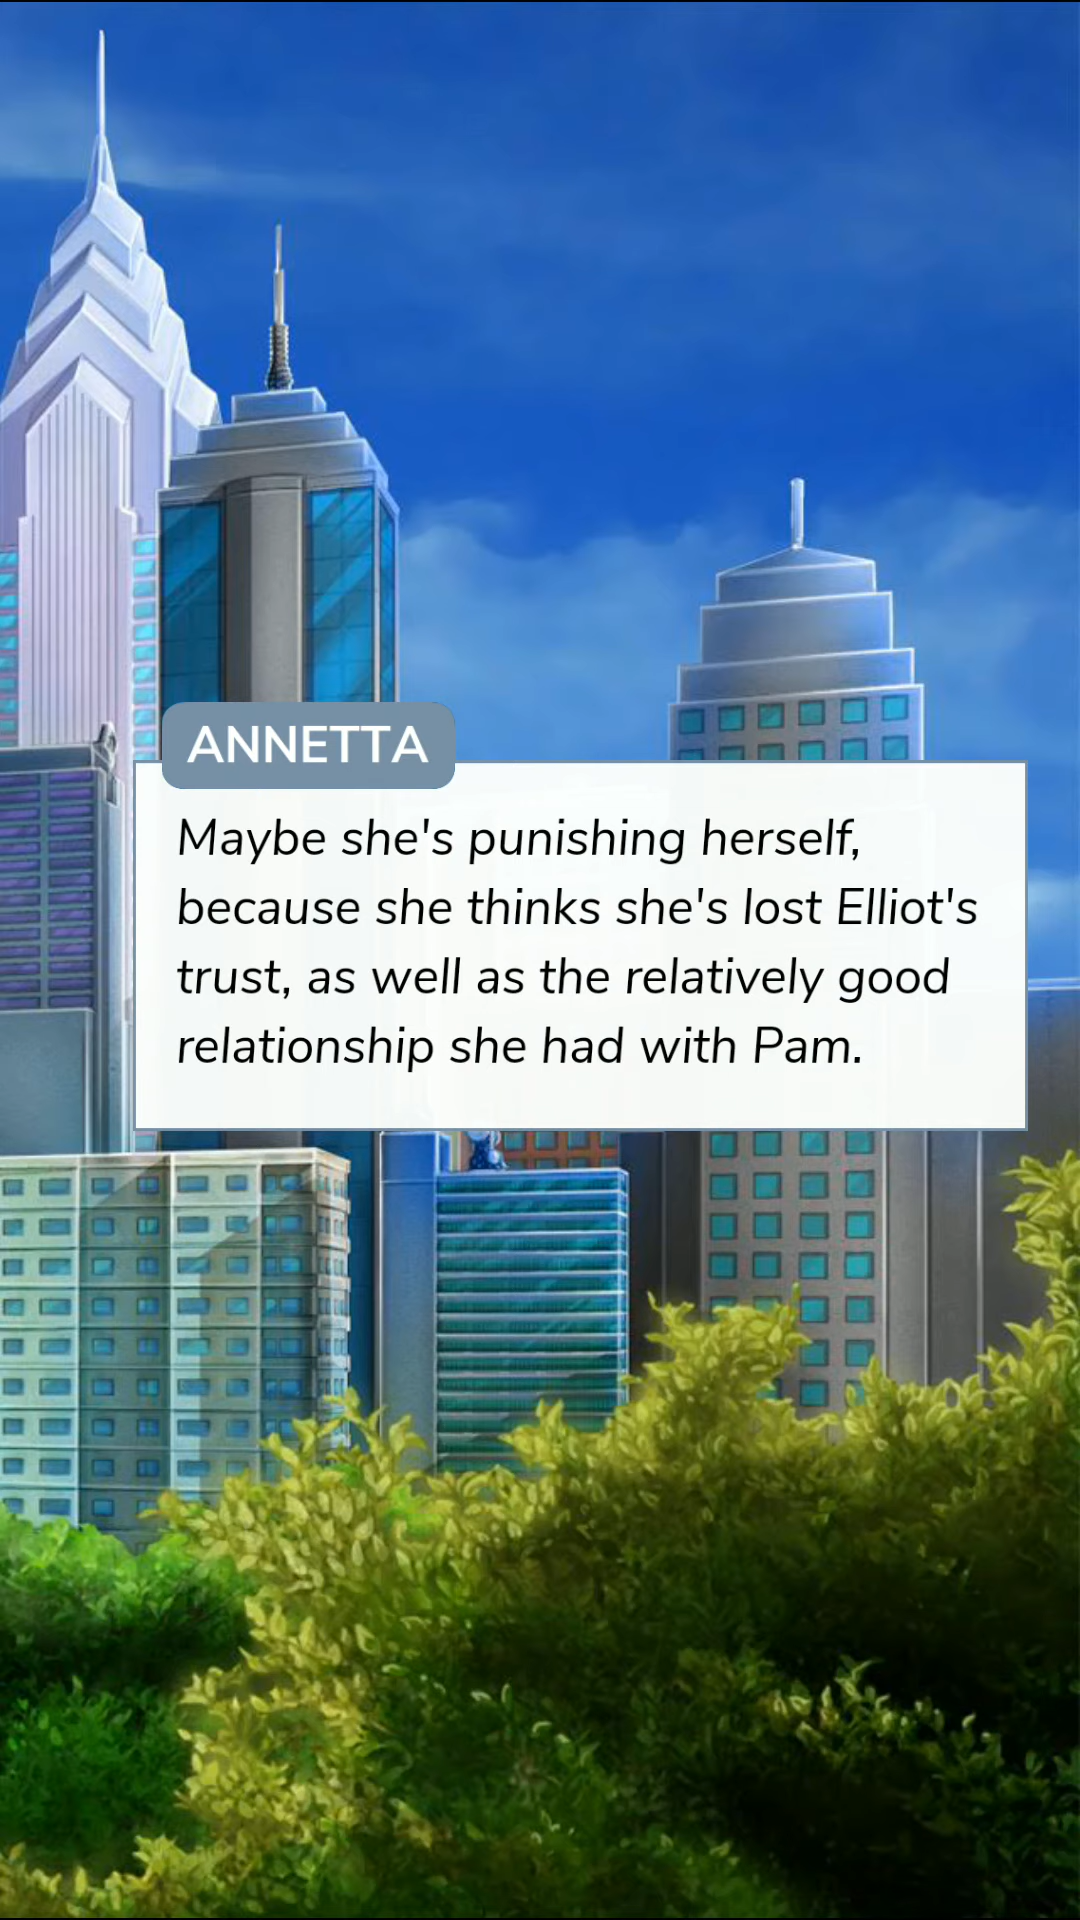 ANNETTA
Maybe she's punishing herself,
because she thinks she's lost Elliot's
trust, as well as the relatively good
relationship she had with Pam.